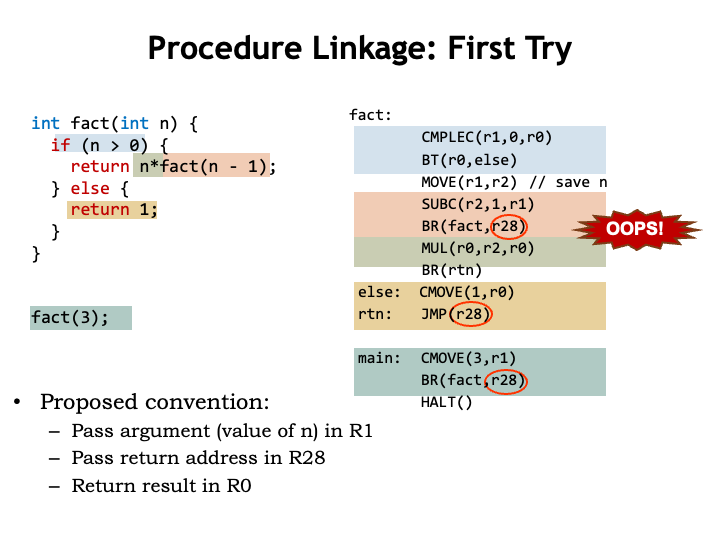 Procedure Linkage: First Try
int fact(int n) {
if (n > 0) {
return n*fact(n - 1);
} else {
return 1;
}
}
fact(3);
fact:
CMPLEC(r1,0,r0)
BT(r0,else)
MOVE(r1,r2) // save n
SUBC(r2,1,r1)
BR(fact,r28)
OOPS!
MUL(r0,r2,r0)
BR(rtn)
else: CMOVE(1,r0)
rtn: JMP(r28)
main: CMOVE(3,r1)
BR(fact,r28)
HALT()
• Proposed convention:
– Pass argument (value of n) in R1
– Pass return address in R28
– Return result in R0